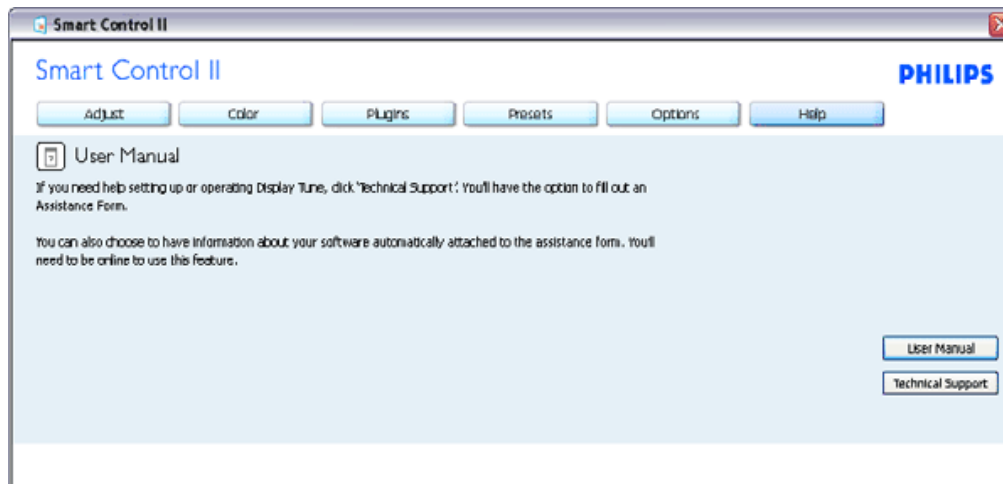 Smart Control II
Smart Control II
PHILIPS
Adjust Color Plugins Presets Options Help
User Manual
If you need help setting up or operating Display Tune, click 'Technical Support'. You'll have the option to fill out an
Assistance Form.
You can also choose to have information about your software automatically attached to the assistance form. You'll
need to be online to use this feature.
User Manual
Technical Support